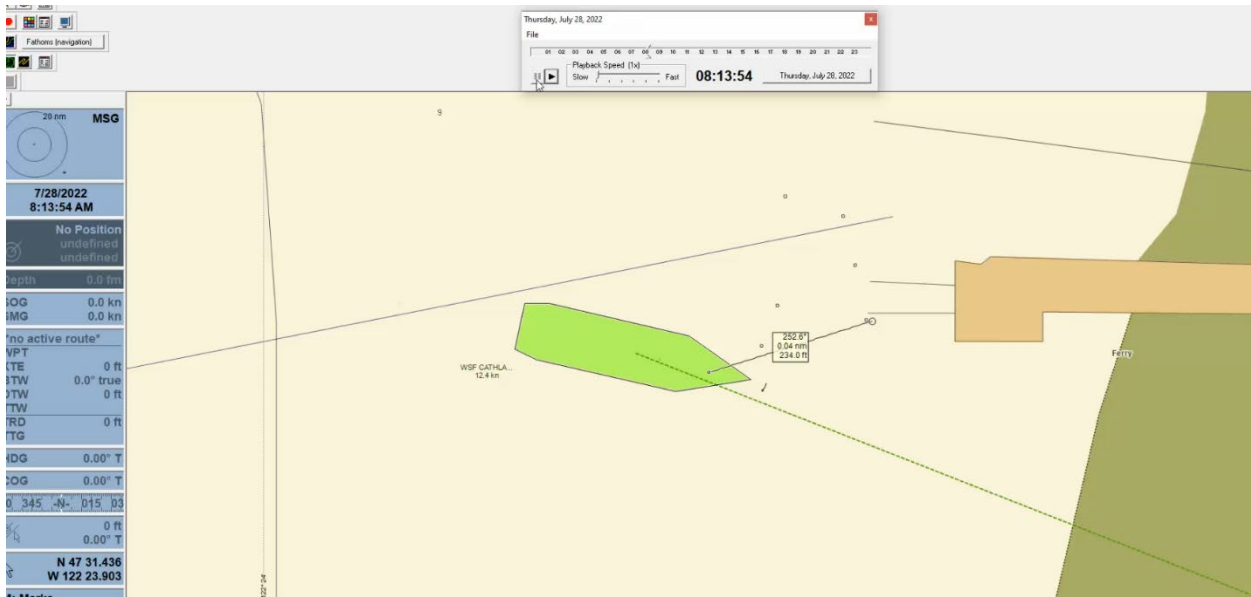 Thursday, July 28, 2022
x
File
01 02 03 04 05 06 07 08 09 10 11 12 13 14 15 16 17 18 19 20 21 22 23
Playback Speed (1x)
Slow Fast 08:13:54 Thursday, July 28, 2022
Fathoms (navigation)
20 nm MSG
7/28/2022
8:13:54 AM
No Position
undefined
undefined
Depth 0.0 fm
SOG 0.0 kn
SMG 0.0 kn
*no active route*
WPT
XTE 0 ft
BTW 0.0° true
DTW 0 ft
TTW
TRD 0 ft
TTG
HDG 0.00° T
COG 0.00° T
345 -N- 015 03
0 ft
0.00° T
N 47 31.436
W 122 23.903
9
WSF CATHLA...
12.4 kn
252.6°
0.04 nm
234.0 ft
Ferry
122° 24'